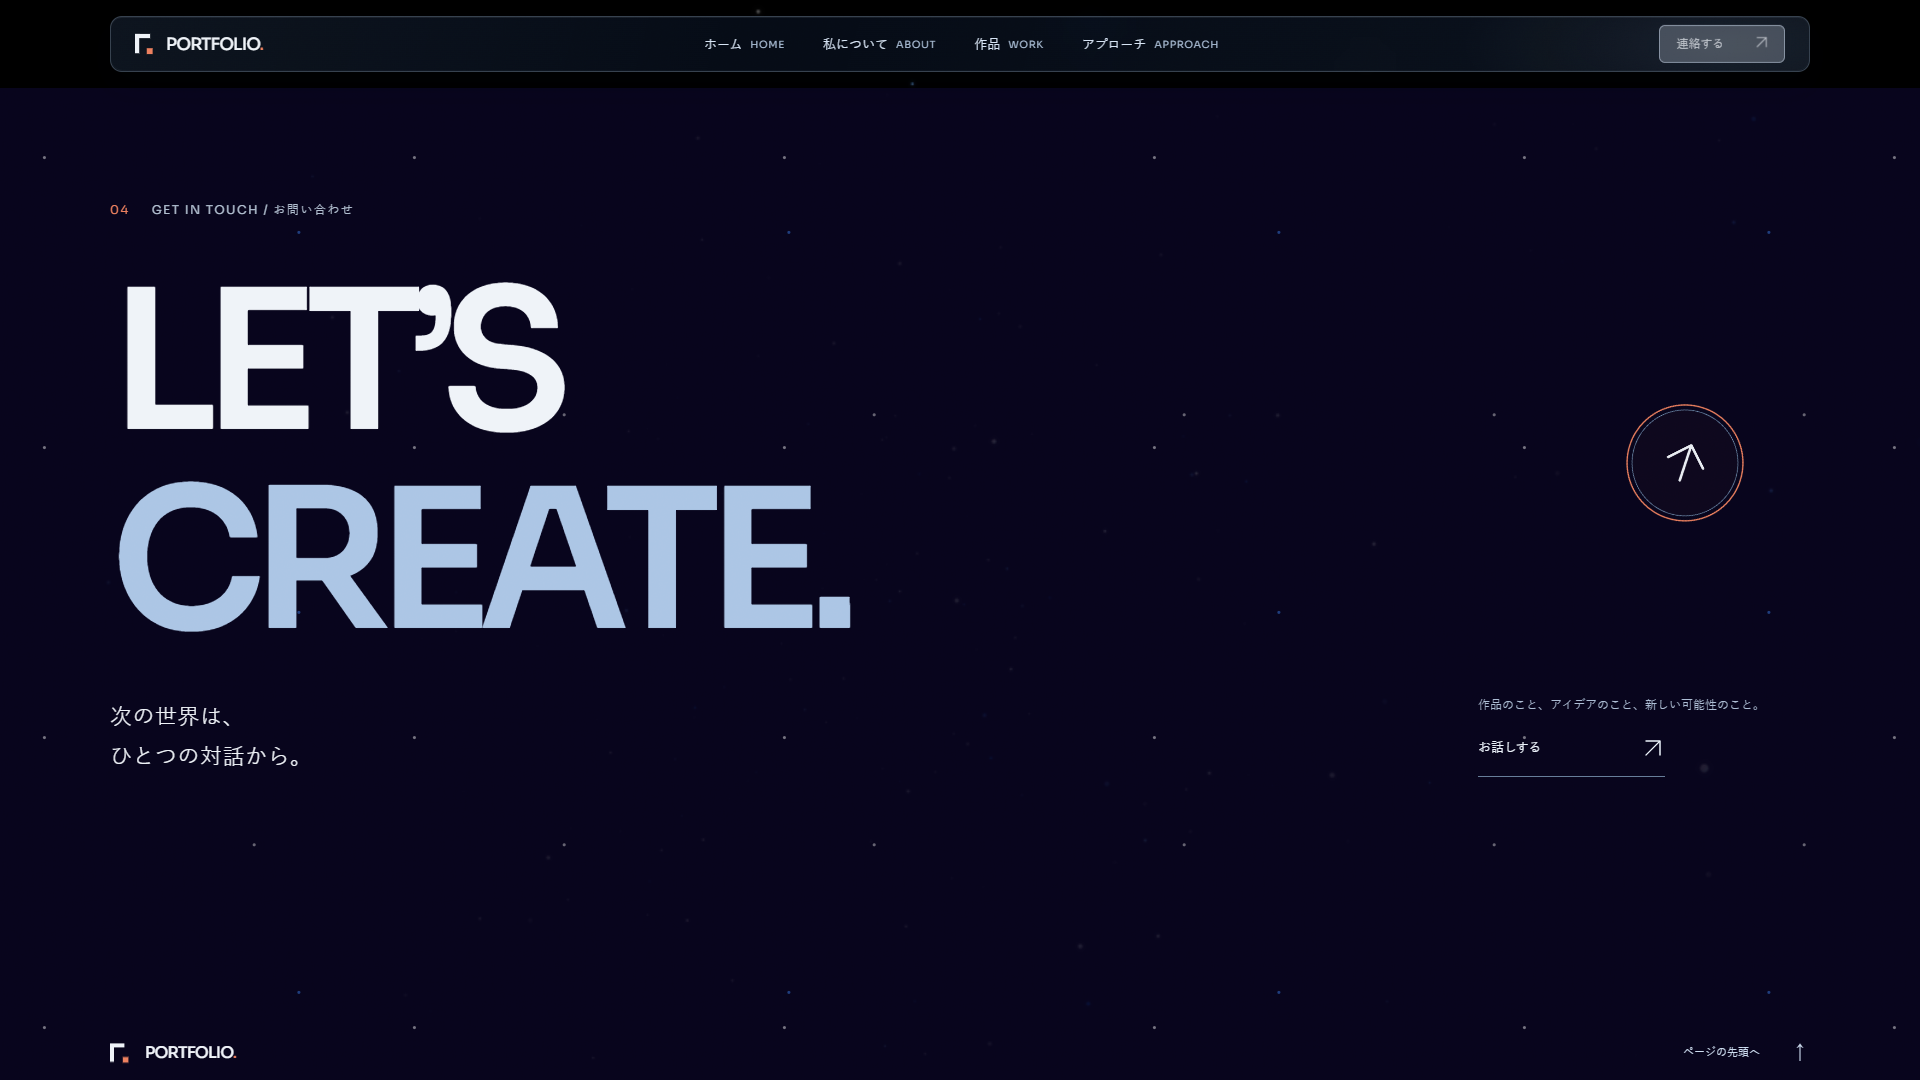 PORTFOLIO.
ホーム HOME
私について ABOUT
作品 WORK
アプローチ APPROACH
連絡する
04 GET IN TOUCH / お問い合わせ
LET’S
CREATE.
次の世界は、
ひとつの対話から。
作品のこと、アイデアのこと、新しい可能性のこと。
お話しする
PORTFOLIO.
ページの先頭へ